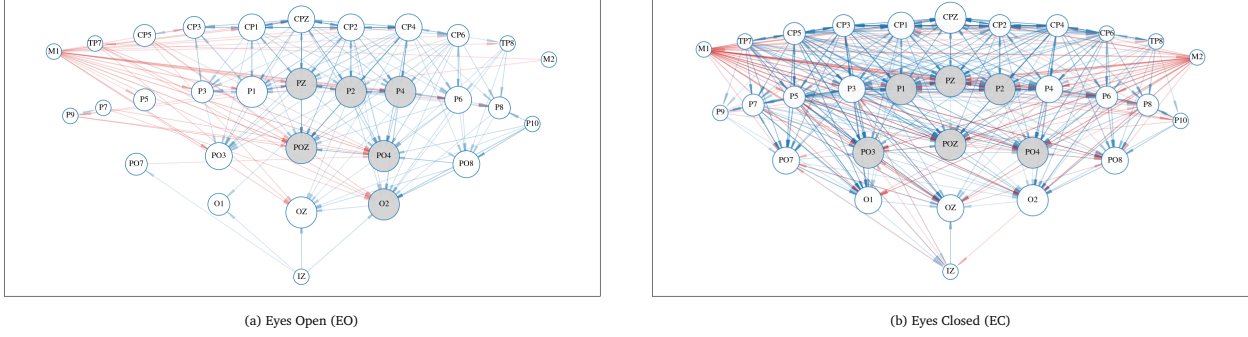 CPZ CPZ
CP3 CP1 CP2 CP4 CP3 CP1 CP2 CP4
M1 TP7 CP5 CP6 TP8 M2 M1 TP7 CP5 CP6 TP8 M2
PZ PZ
P9 P7 P5 P3 P1 P2 P4 P6 P8 P10 P9 P7 P5 P3 P1 P2 P4 P6 P8 P10
PO7 PO3 POZ PO4 PO8 PO7 PO3 POZ PO4 PO8
O1 OZ O2 O1 OZ O2
IZ IZ
(a) Eyes Open (EO) (b) Eyes Closed (EC)